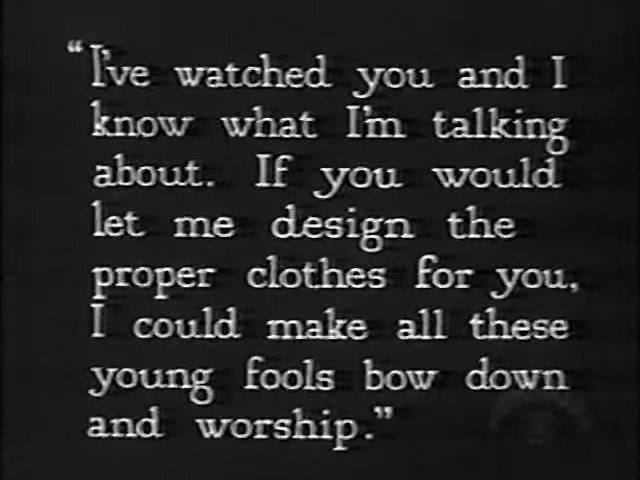 “I've watched you and I
know what I'm talking
about. If you would
let me design the
proper clothes for you,
I could make all these
young fools bow down
and worship.”